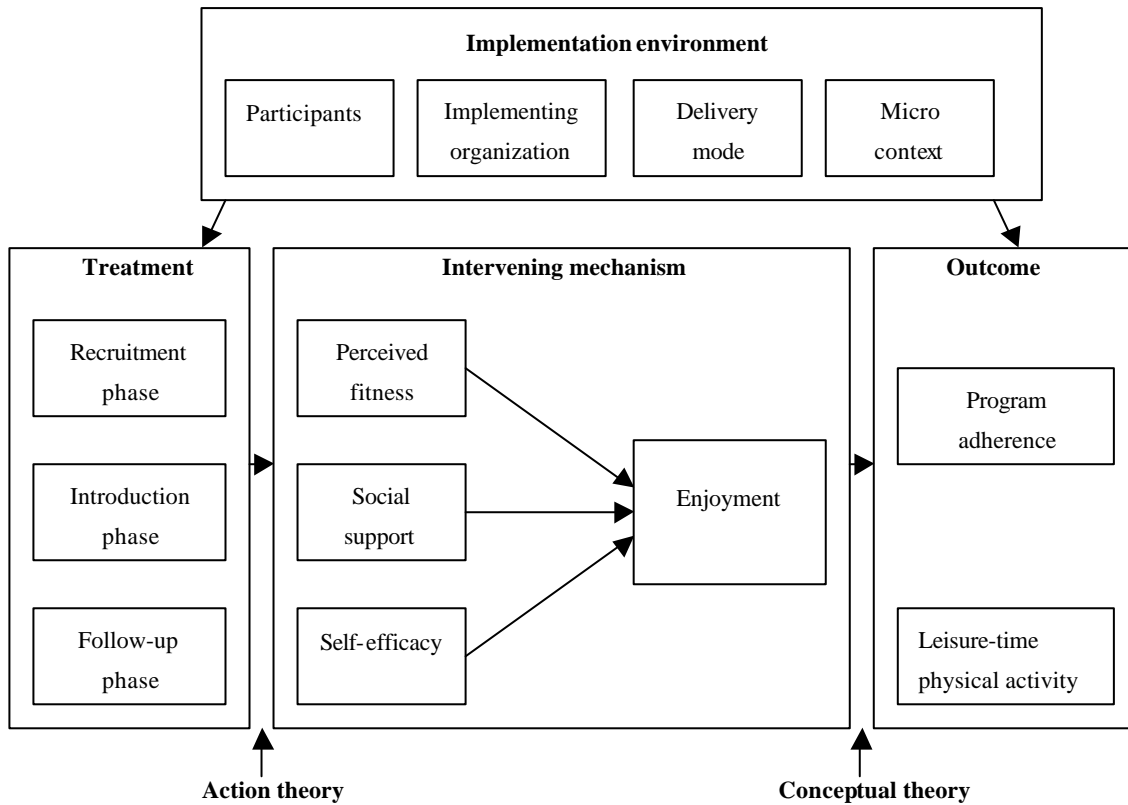 Implementation environment
Participants
Implementing
organization
Delivery
mode
Micro
context
Treatment
Recruitment
phase
Introduction
phase
Follow-up
phase
Intervening mechanism
Perceived
fitness
Social
support
Self-efficacy
Enjoyment
Outcome
Program
adherence
Leisure-time
physical activity
Action theory
Conceptual theory